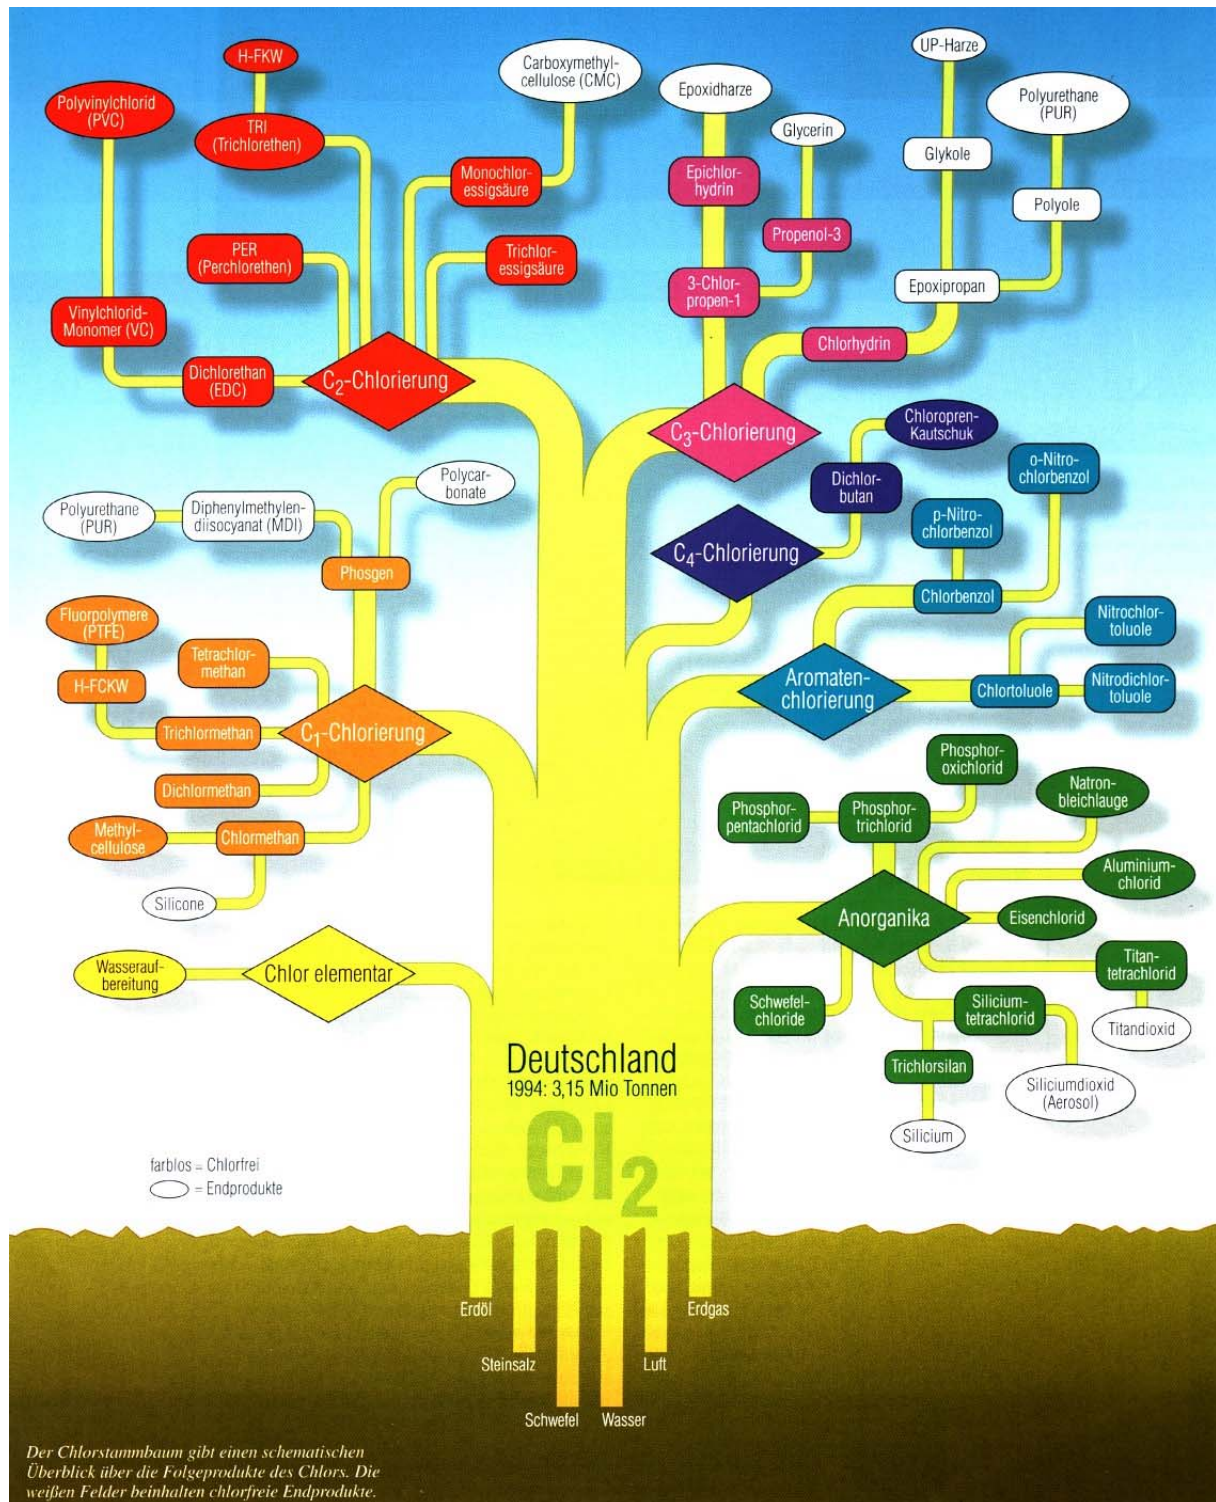 H-FKW
Polyvinylchlorid
(PVC)
TRI
(Trichlorethen)
Carboxymethyl-
cellulose (CMC)
Monochlor-
essigsäure
PER
(Perchlorethen)
Trichlor-
essigsäure
Vinylchlorid-
Monomer (VC)
Dichlorethan
(EDC)
C2-Chlorierung
Epoxidharze
Glycerin
UP-Harze
Polyurethane
(PUR)
Glykole
Epichlor-
hydrin
Polyole
Propenol-3
3-Chlor-
propen-1
Epoxipropan
Chlorhydrin
C3-Chlorierung
Chloropren-
Kautschuk
Dichlor-
butan
C4-Chlorierung
o-Nitro-
chlorbenzol
p-Nitro-
chlorbenzol
Chlorbenzol
Nitrochlor-
toluole
Aromaten-
chlorierung
Chlortoluole
Nitrodichlor-
toluole
Polycar-
bonate
Polyurethane
(PUR)
Diphenylmethylen-
diisocyanat (MDI)
Phosgen
Fluorpolymere
(PTFE)
Tetrachlor-
methan
H-FCKW
Trichlormethan
C1-Chlorierung
Dichlormethan
Methyl-
cellulose
Chlormethan
Silicone
Phosphor-
oxichlorid
Natron-
bleichlauge
Phosphor-
pentachlorid
Phosphor-
trichlorid
Aluminium-
chlorid
Anorganika
Eisenchlorid
Titan-
tetrachlorid
Schwefel-
chloride
Silicium-
tetrachlorid
Titandioxid
Trichlorsilan
Siliciumdioxid
(Aerosol)
Silicium
Wasserauf-
bereitung
Chlor elementar
Deutschland
1994: 3,15 Mio Tonnen
Cl2
farblos = Chlorfrei
= Endprodukte
Erdöl
Erdgas
Steinsalz
Luft
Schwefel
Wasser
Der Chlorstammbaum gibt einen schematischen
Überblick über die Folgeprodukte des Chlors. Die
weißen Felder beinhalten chlorfreie Endprodukte.